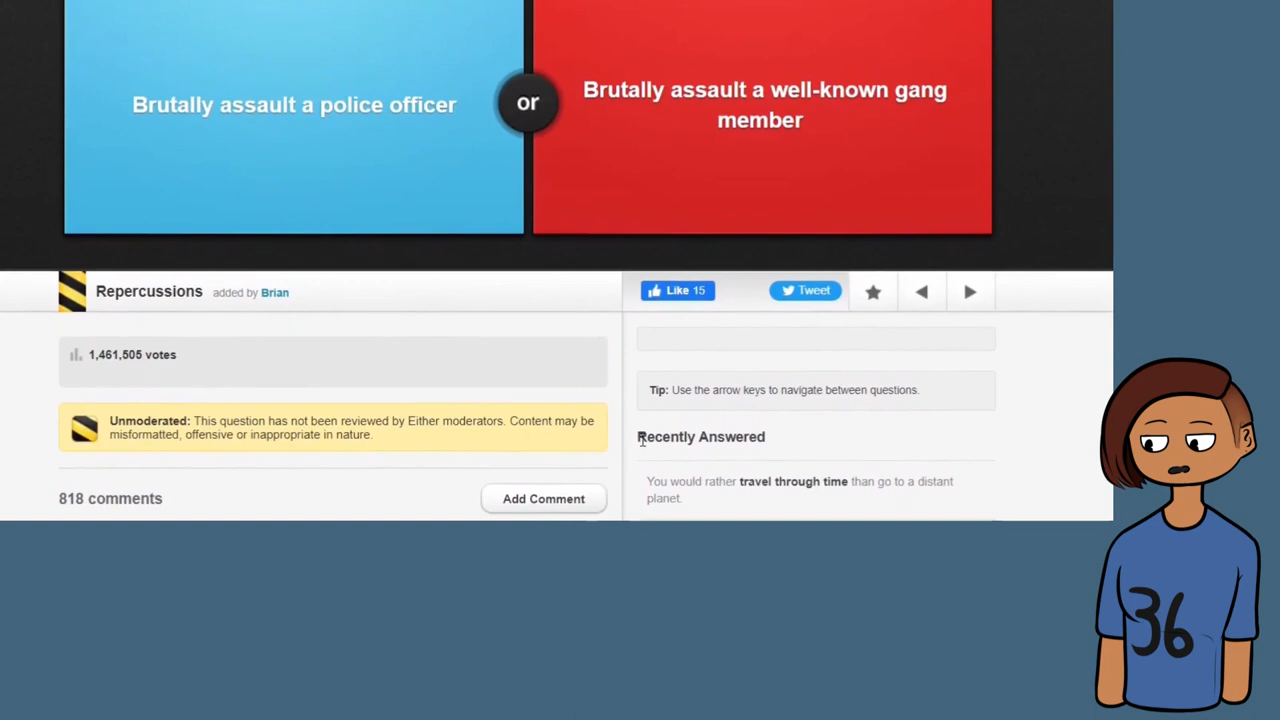 Brutally assault a police officer
or
Brutally assault a well-known gang
member
Repercussions added by Brian
Like 15
Tweet
1,461,505 votes
Unmoderated: This question has not been reviewed by Either moderators. Content may be
misformatted, offensive or inappropriate in nature.
818 comments
Add Comment
Tip: Use the arrow keys to navigate between questions.
Recently Answered
You would rather travel through time than go to a distant
planet.
36